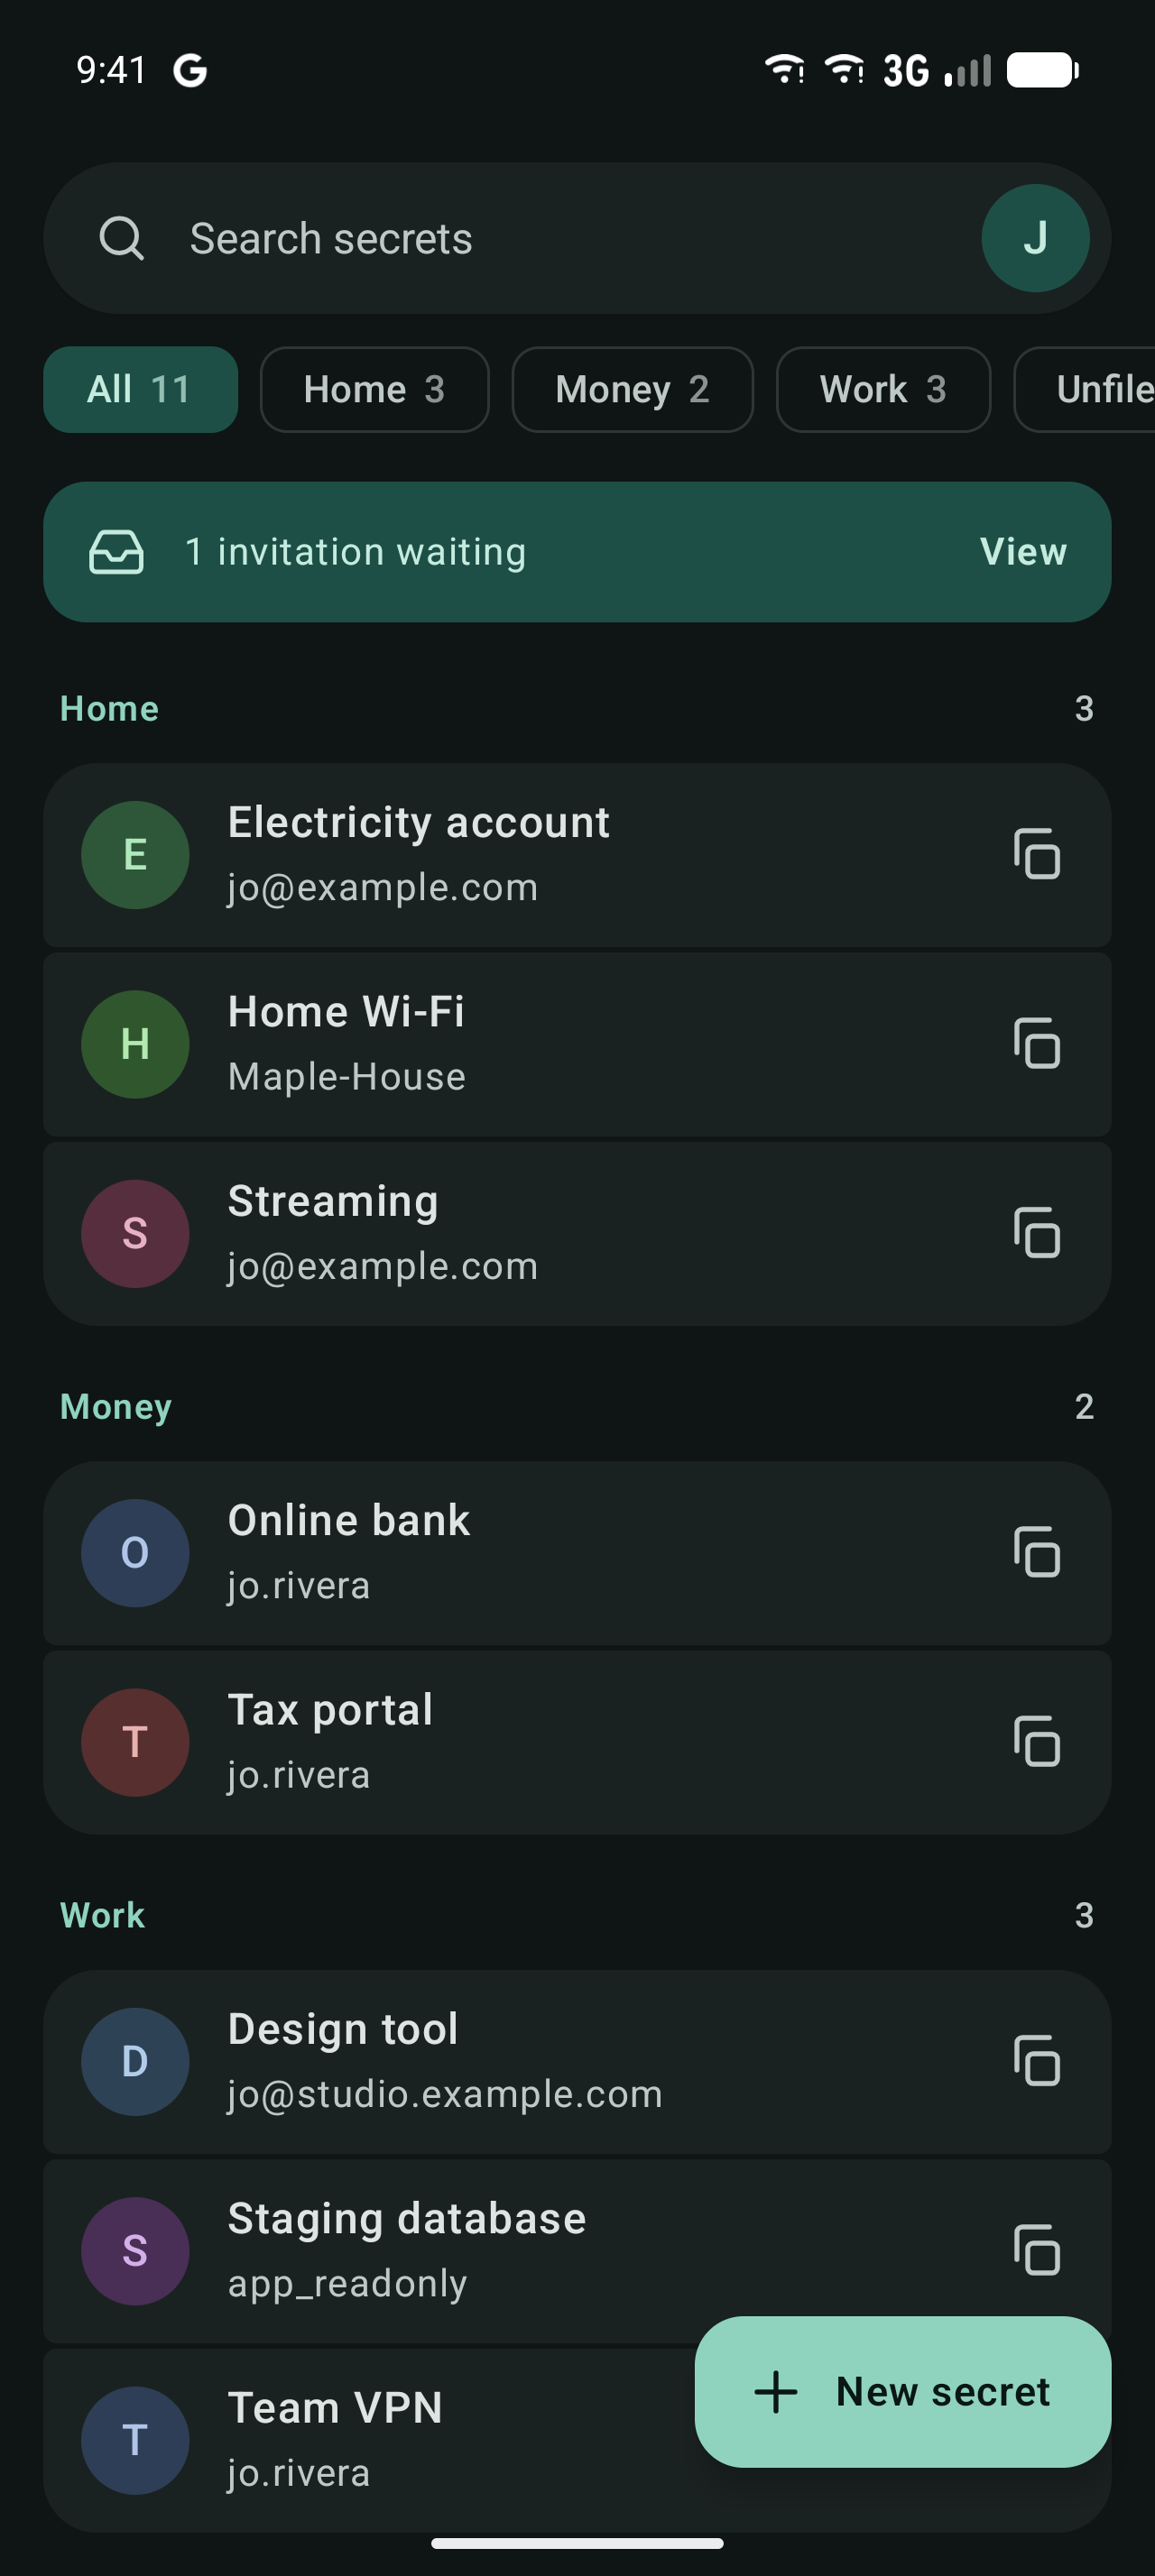 9:41 G 3G
Search secrets J
All 11 Home 3 Money 2 Work 3 Unfile
1 invitation waiting View
Home 3
E Electricity account
jo@example.com
H Home Wi-Fi
Maple-House
S Streaming
jo@example.com
Money 2
O Online bank
jo.rivera
T Tax portal
jo.rivera
Work 3
D Design tool
jo@studio.example.com
S Staging database
app_readonly
New secret
T Team VPN
jo.rivera